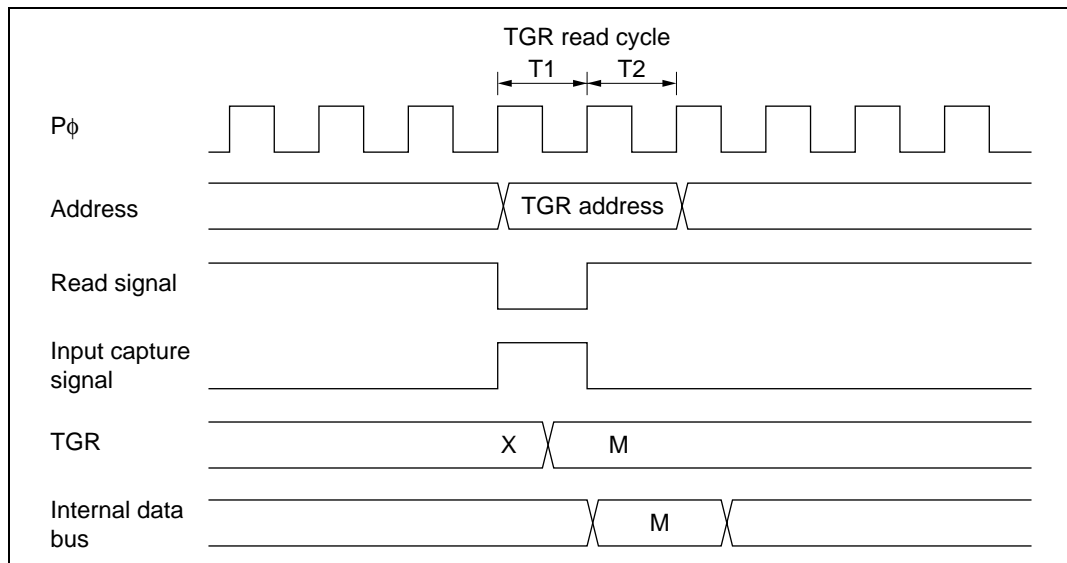 TGR read cycle
T1 T2
Pϕ
Address TGR address
Read signal
Input capture
signal
TGR X M
Internal data
bus M